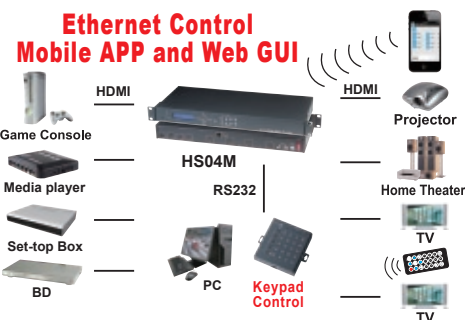 Ethernet Control
Mobile APP and Web GUI
HDMI
HDMI
Game Console
Projector
HS04M
Media player
RS232
Home Theater
Set-top Box
TV
BD
PC
Keypad
Control
TV